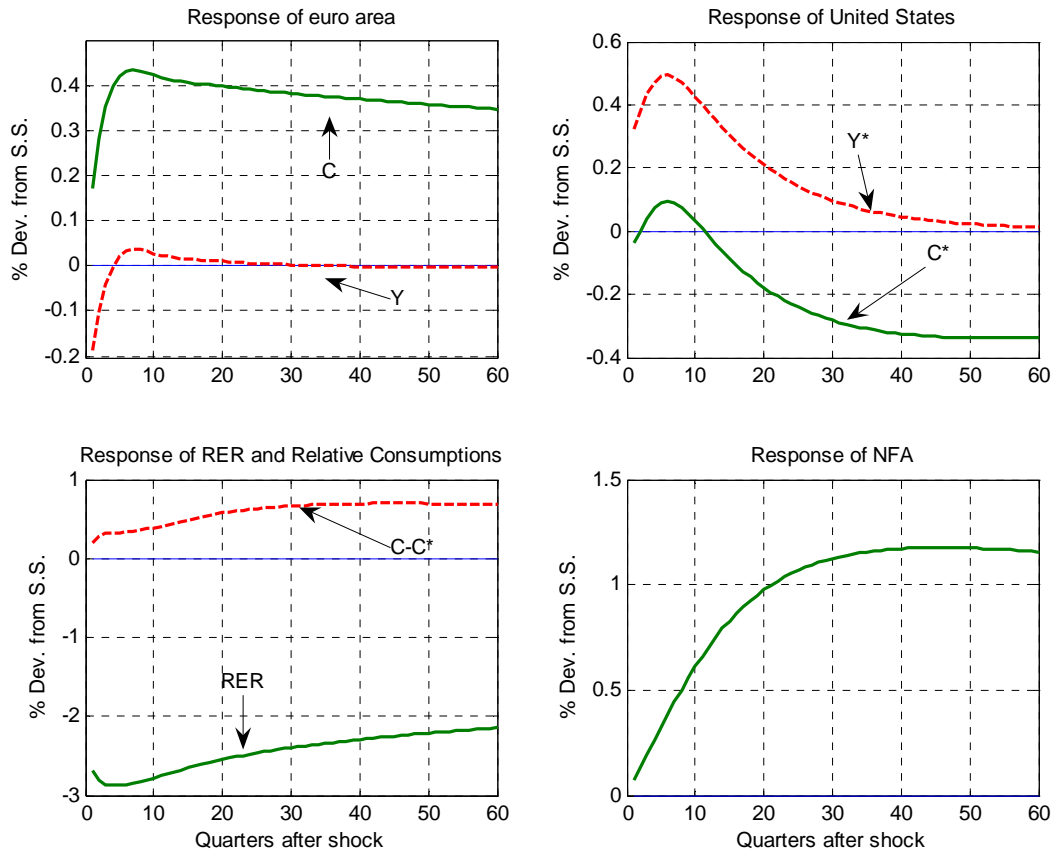 Response of euro area
% Dev. from S.S.
0.5
0.4
0.3
0.2
0.1
0
-0.1
-0.2
C
Y
0 10 20 30 40 50 60
Response of United States
% Dev. from S.S.
0.6
0.4
0.2
0
-0.2
-0.4
Y*
C*
0 10 20 30 40 50 60
Response of RER and Relative Consumptions
% Dev. from S.S.
1
0
-1
-2
-3
C-C*
RER
0 10 20 30 40 50 60
Quarters after shock
Response of NFA
% Dev. from S.S.
1.5
1
0.5
0
0 10 20 30 40 50 60
Quarters after shock